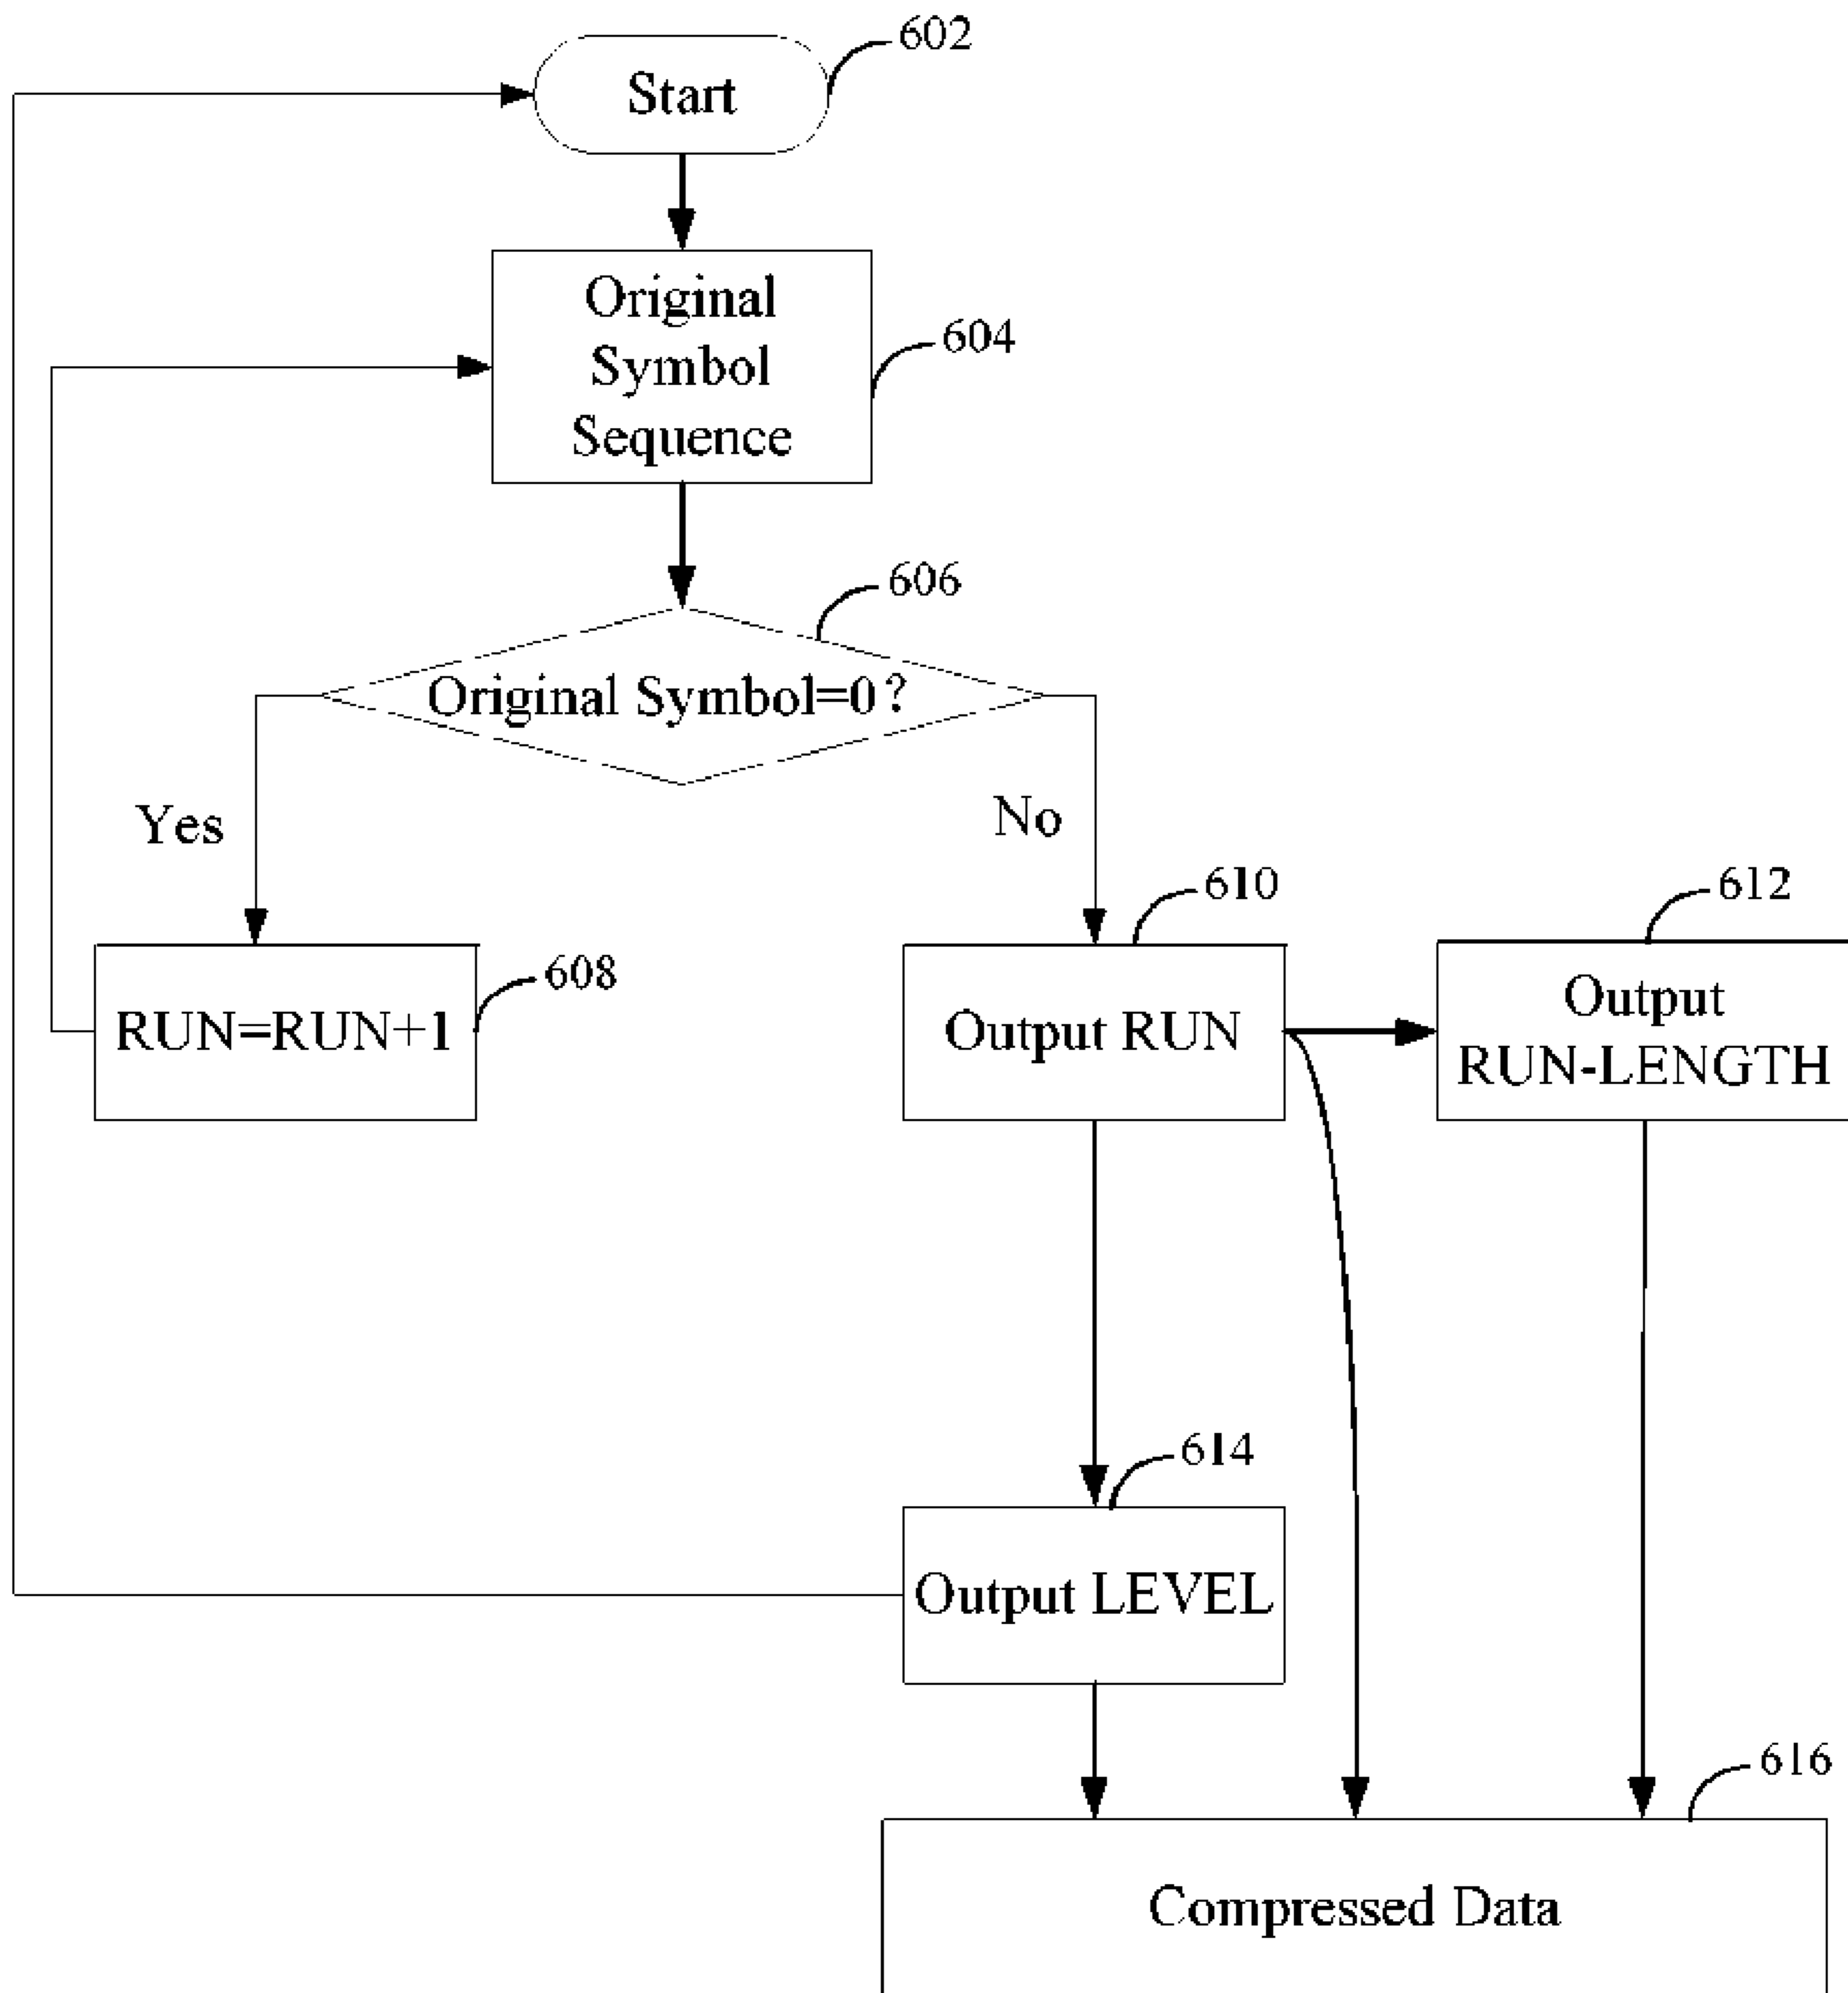 602
Start
Original
Symbol
Sequence
604
606
Original Symbol=0?
Yes
No
610
612
608
RUN=RUN+1
Output RUN
Output
RUN-LENGTH
614
Output LEVEL
616
Compressed Data